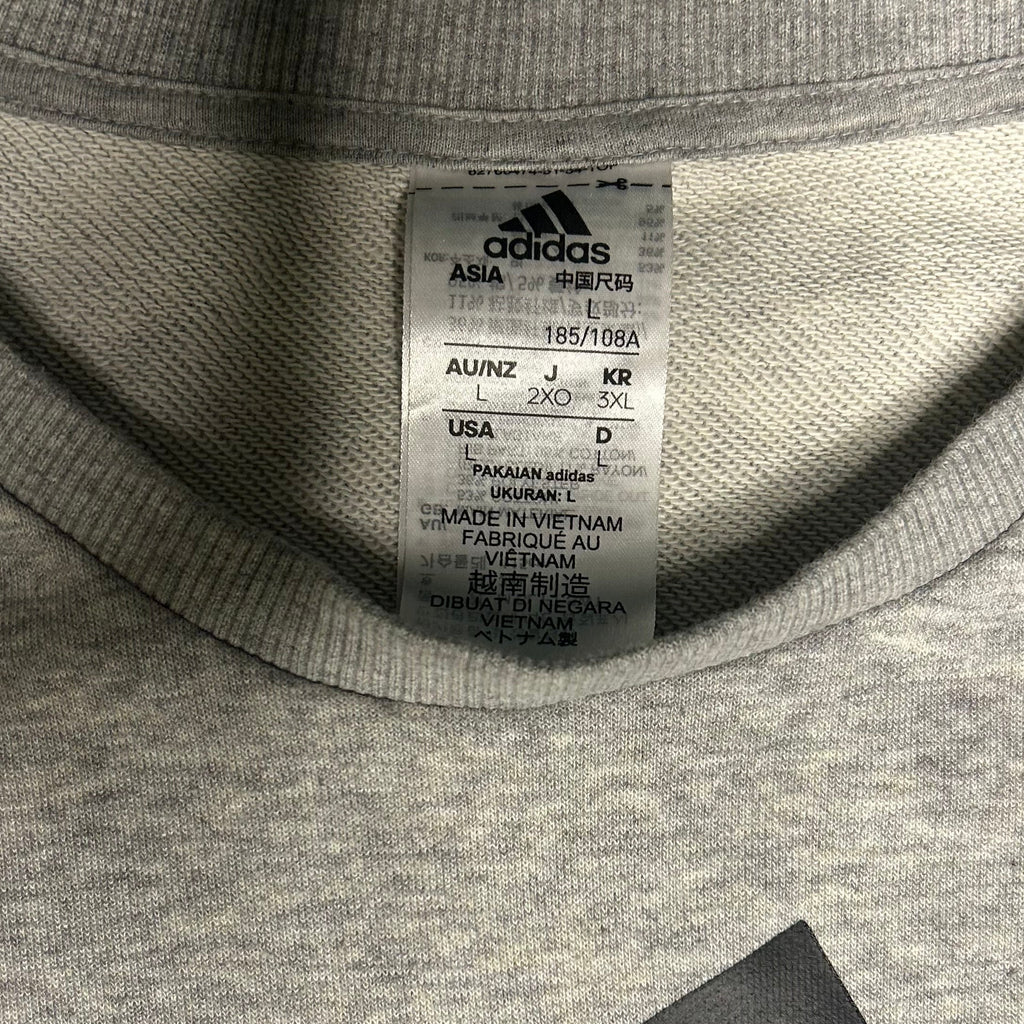 adidas
ASIA 中国尺码
L
185/108A
AU/NZ J KR
L 2XO 3XL
USA D
L L
PAKAIAN adidas
UKURAN: L
MADE IN VIETNAM
FABRIQUÉ AU
VIÊTNAM
越南制造
DIBUAT DI NEGARA
VIETNAM
ベトナム製